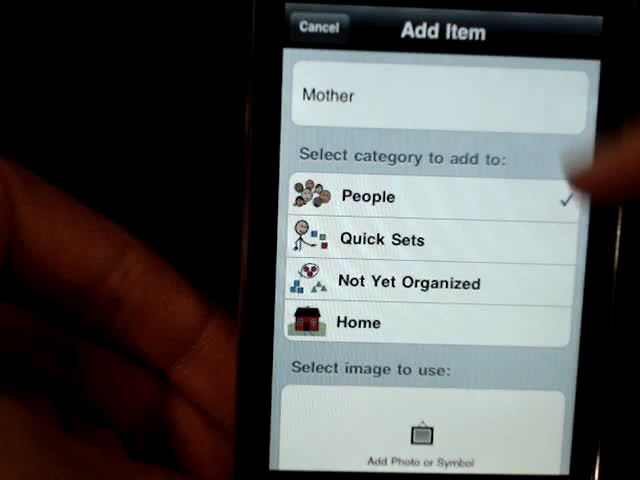 Cancel
Add Item
Mother
Select category to add to:
People
Quick Sets
Not Yet Organized
Home
Select image to use:
Add Photo or Symbol